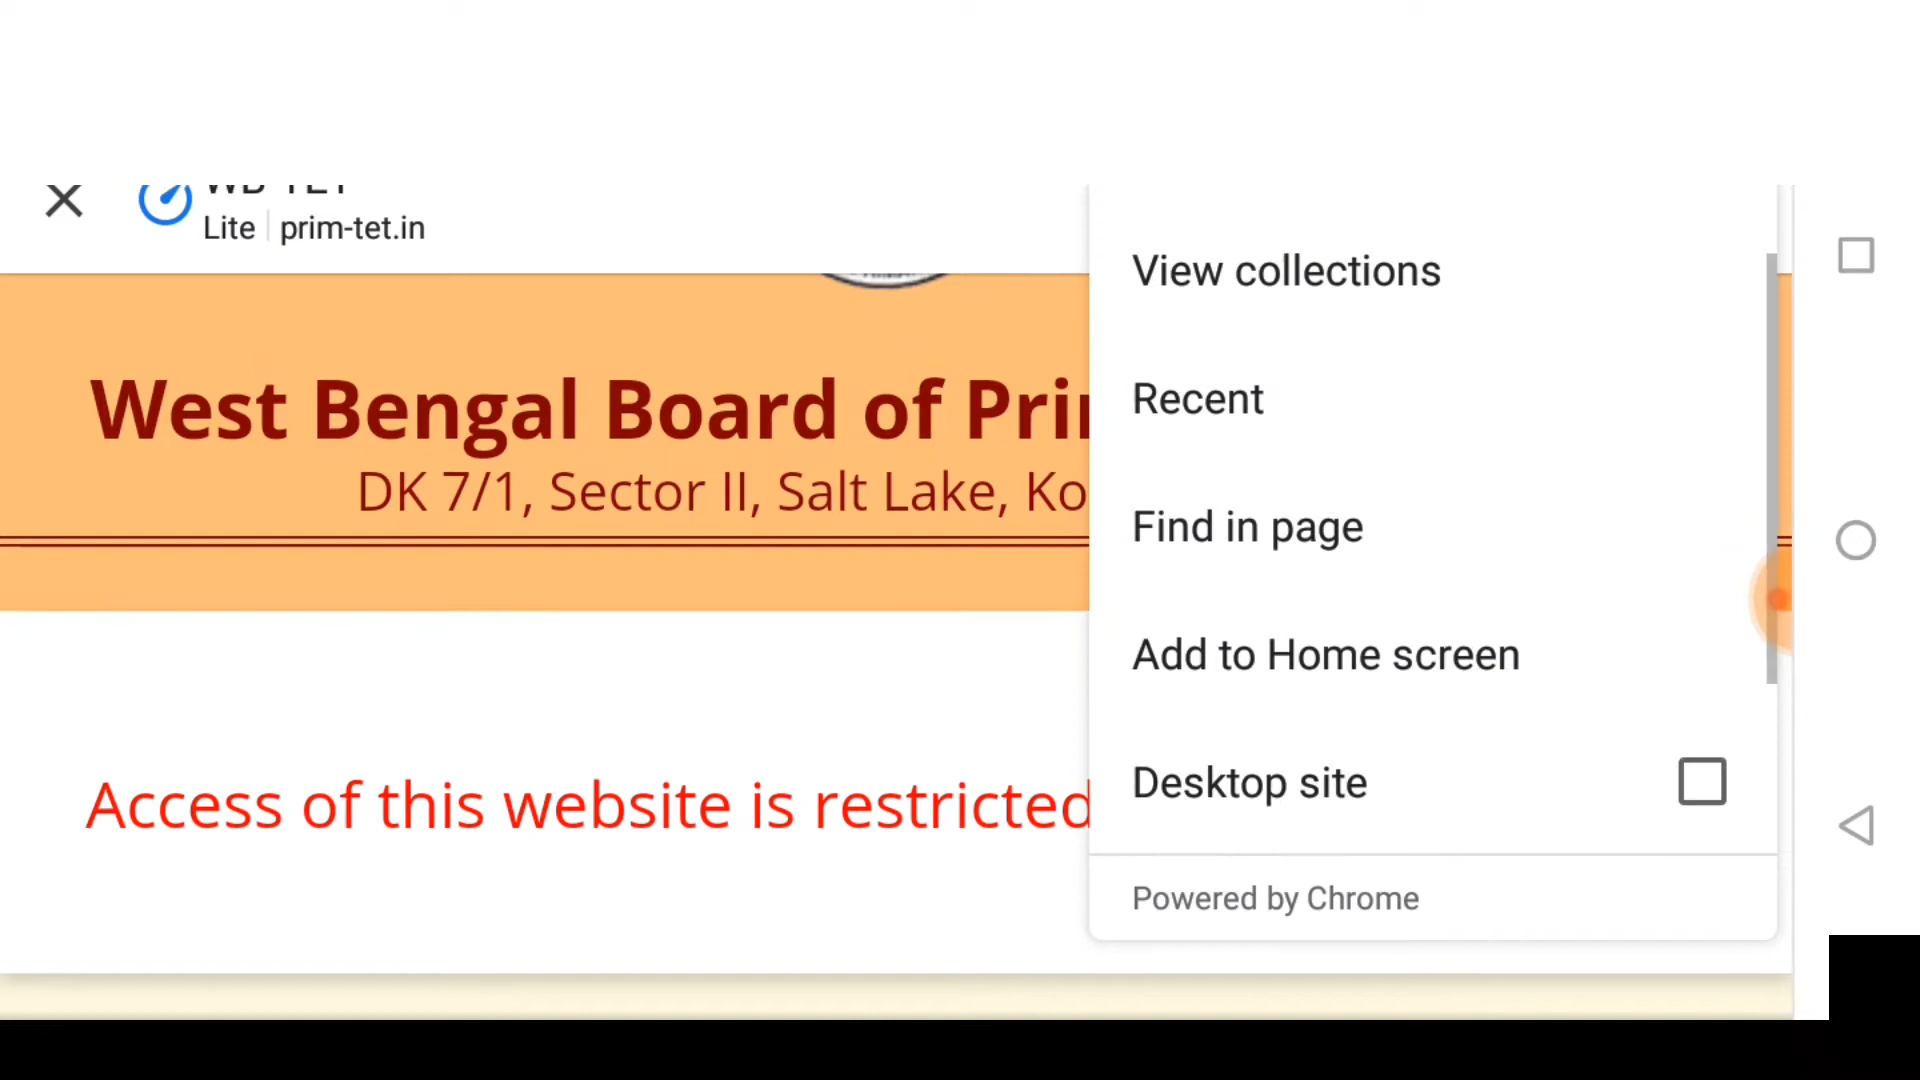 WB TET
Lite prim-tet.in
West Bengal Board of Pri
DK 7/1, Sector II, Salt Lake, Ko
Access of this website is restricted
View collections
Recent
Find in page
Add to Home screen
Desktop site
Powered by Chrome